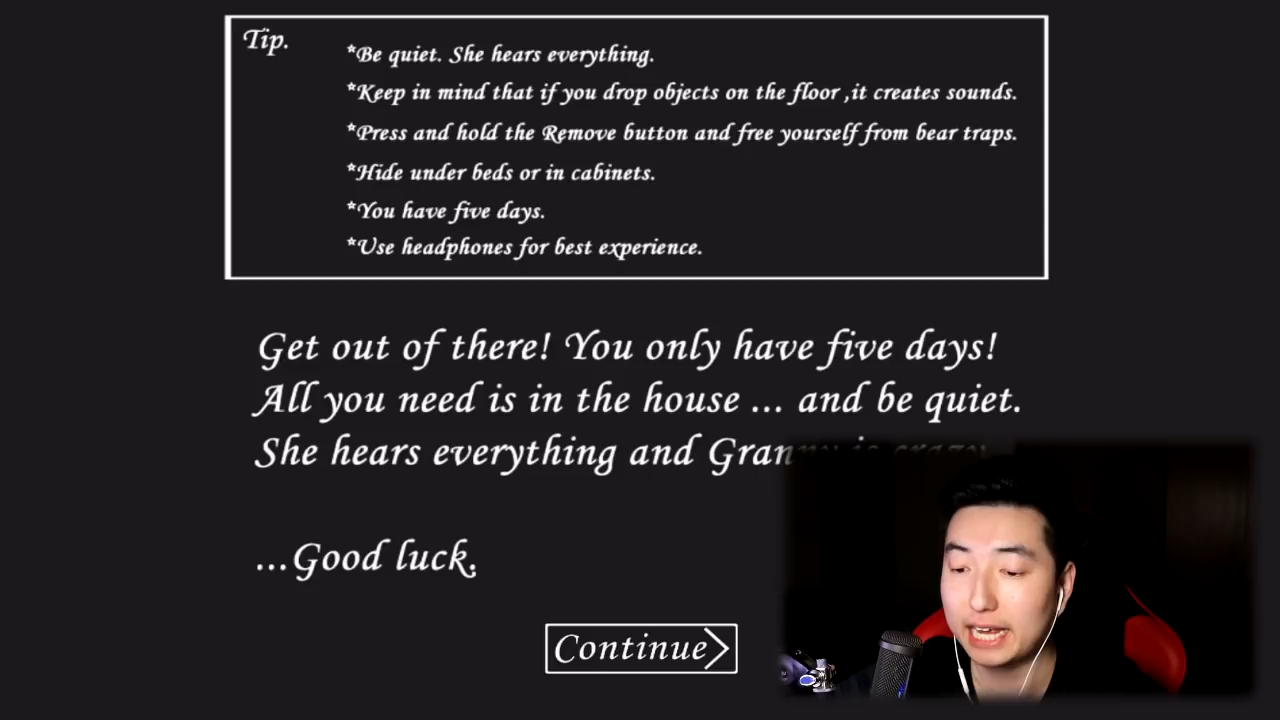 Tip.
*Be quiet. She hears everything.
*Keep in mind that if you drop objects on the floor ,it creates sounds.
*Press and hold the Remove button and free yourself from bear traps.
*Hide under beds or in cabinets.
*You have five days.
*Use headphones for best experience.
Get out of there! You only have five days!
All you need is in the house ... and be quiet.
She hears everything and Granny is crazy
...Good luck.
Continue>